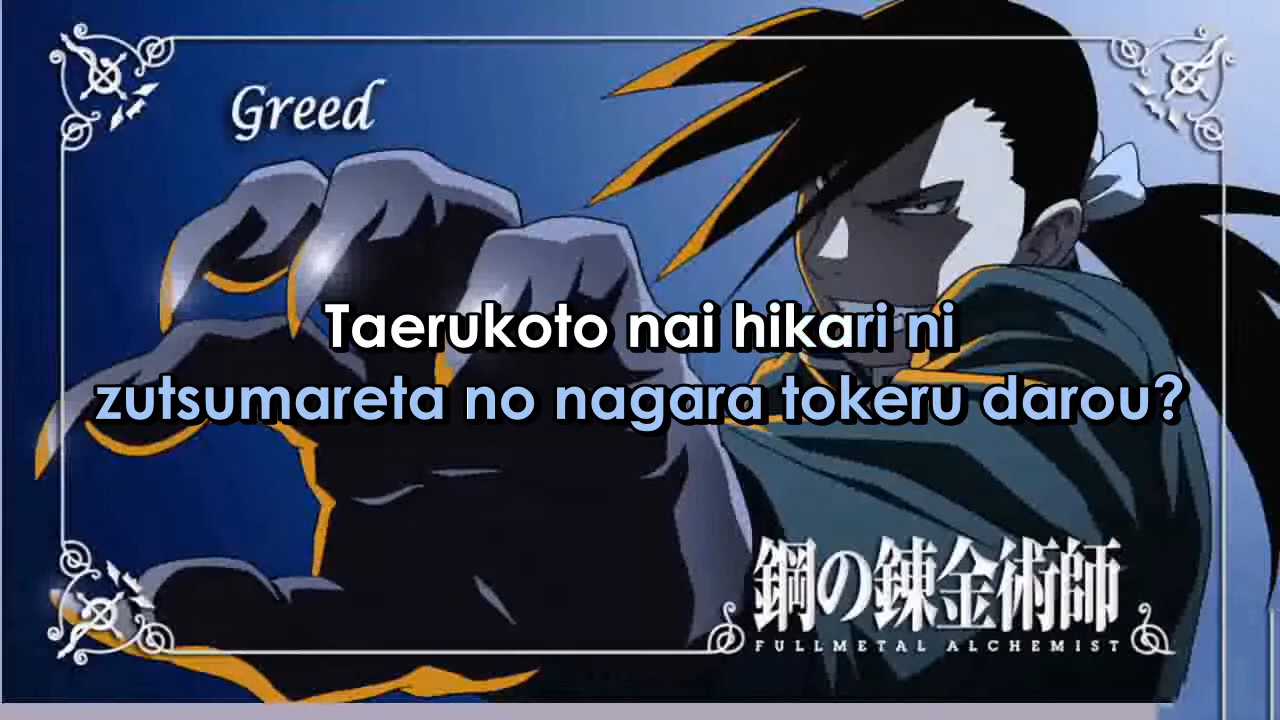 Greed
Taerukoto nai hikari ni
zutsumareta no nagara tokeru darou?
鋼の錬金術師
FULLMETAL ALCHEMIST